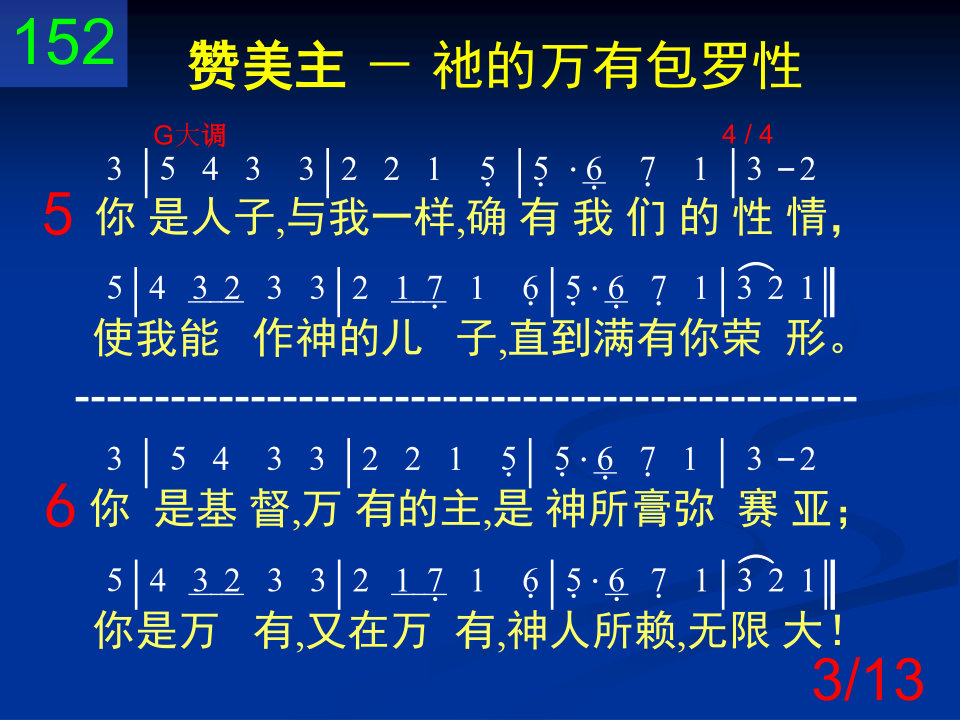 152
赞美主 － 祂的万有包罗性
G大调 4 / 4
3 | 5 4 3 3 | 2 2 1 5̣ | 5̣ · 6̣ 7̣ 1 | 3 － 2
5 你 是人子,与我一样,确 有 我 们 的 性 情,
5 | 4 3 2 3 3 | 2 1 7̣ 1 6̣ | 5̣ · 6̣ 7̣ 1 | 3 2 1 ‖
使我能 作神的儿 子,直到满有你荣 形。
-------------------------------------------------
3 | 5 4 3 3 | 2 2 1 5̣ | 5̣ · 6̣ 7̣ 1 | 3 － 2
6 你 是基 督,万 有的主,是 神所膏弥 赛 亚;
5 | 4 3 2 3 3 | 2 1 7̣ 1 6̣ | 5̣ · 6̣ 7̣ 1 | 3 2 1 ‖
你是万 有,又在万 有,神人所赖,无限 大!
3/13